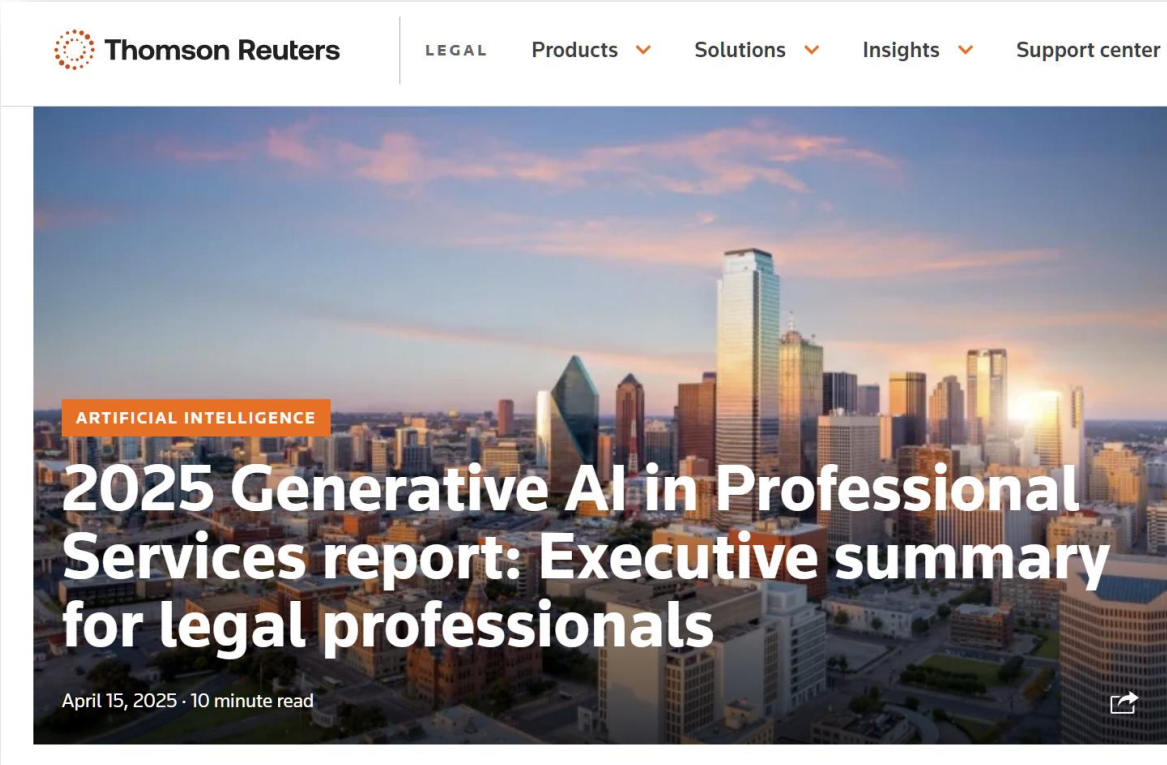 Thomson Reuters
LEGAL
Products
Solutions
Insights
Support center
ARTIFICIAL INTELLIGENCE
2025 Generative AI in Professional
Services report: Executive summary
for legal professionals
April 15, 2025 · 10 minute read